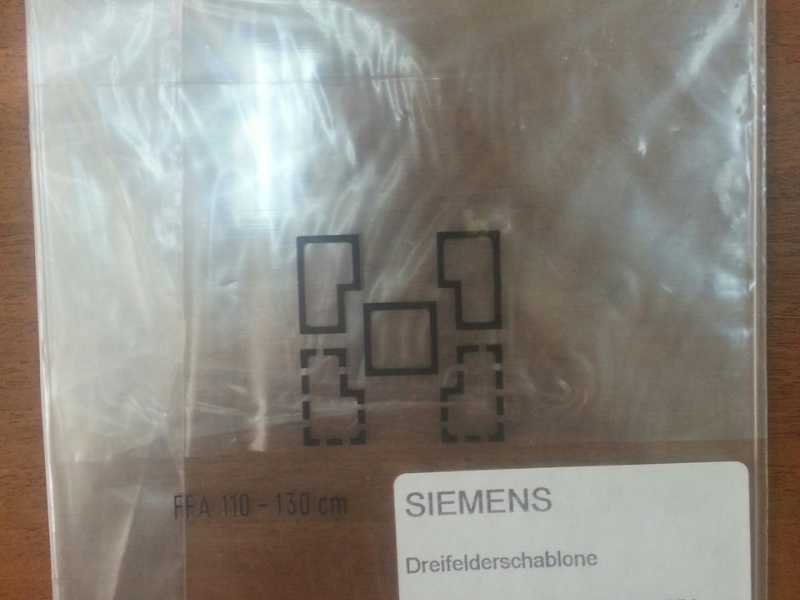 FFA 110 - 130 cm
SIEMENS
Dreifelderschablone